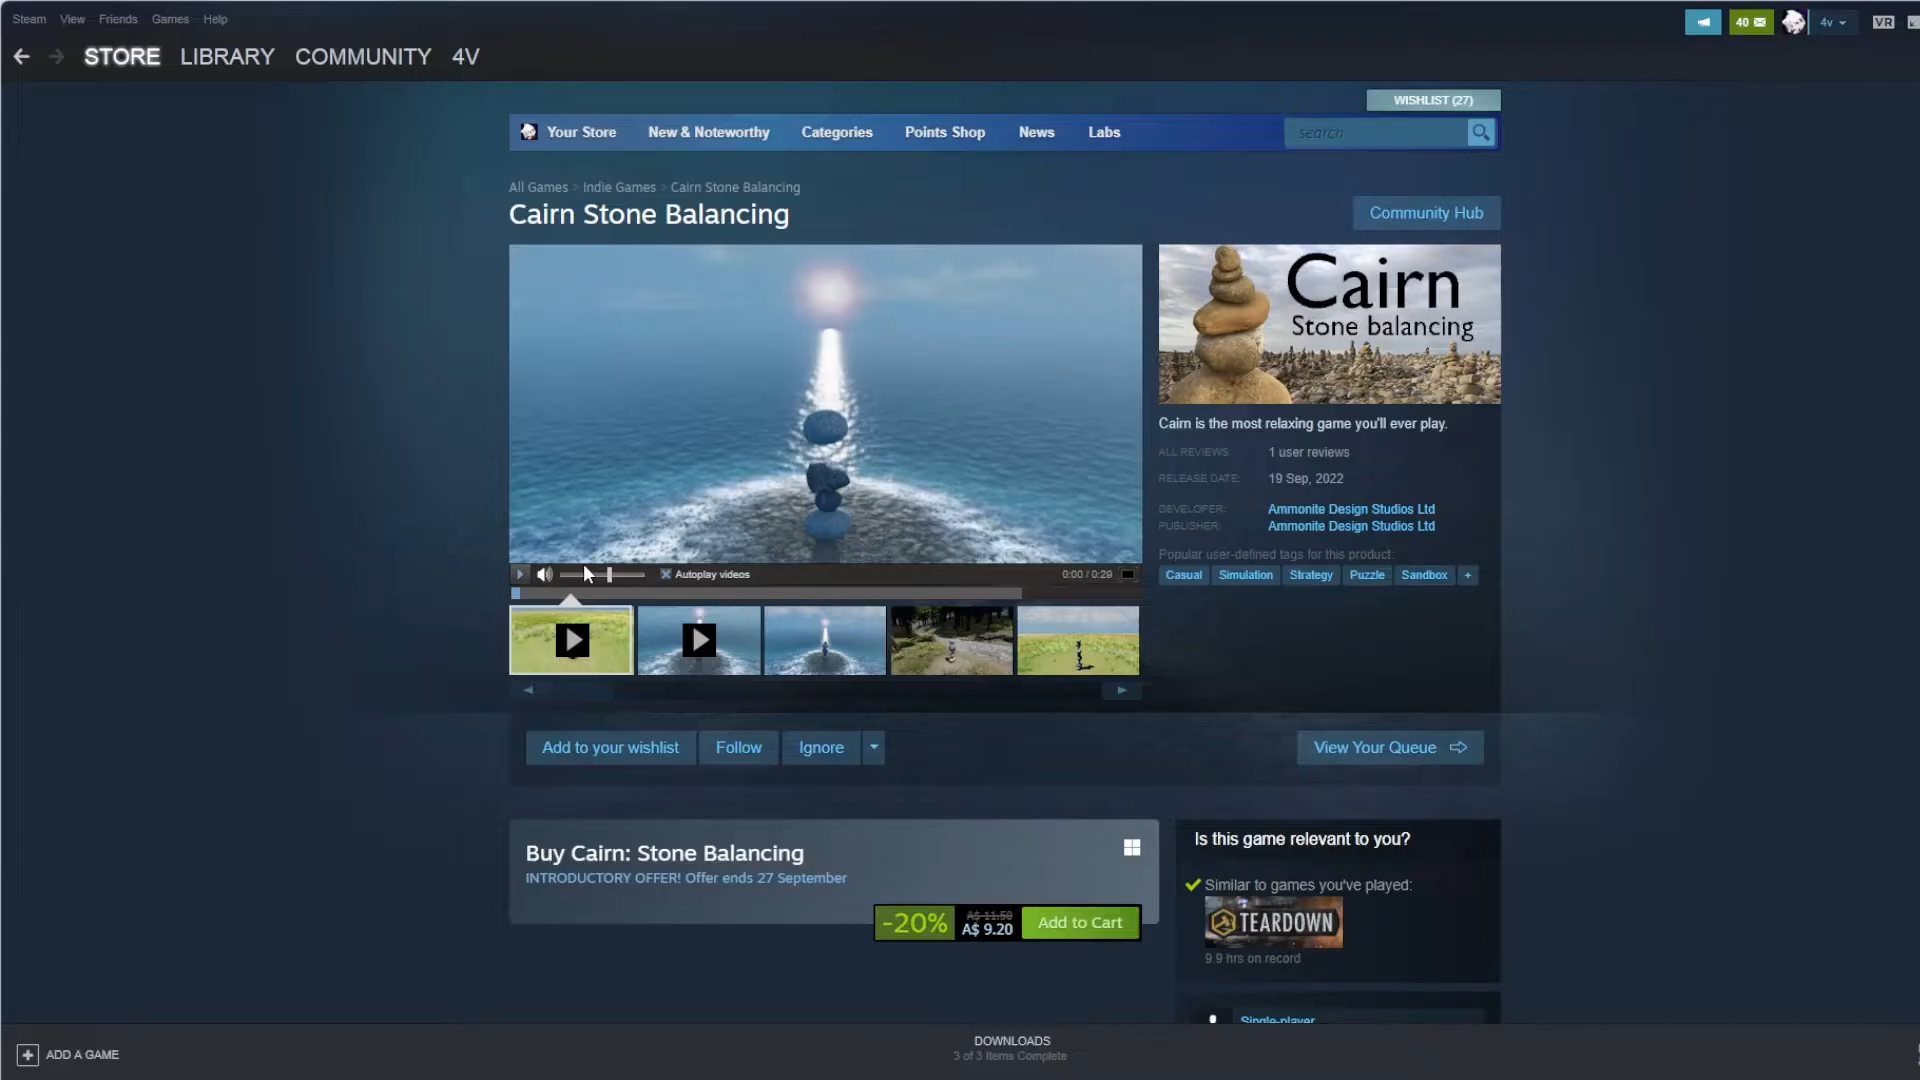 Steam View Friends Games Help
40 4v VR
STORE LIBRARY COMMUNITY 4V
WISHLIST (27)
Your Store New & Noteworthy Categories Points Shop News Labs search
All Games > Indie Games > Cairn Stone Balancing
Cairn Stone Balancing
Community Hub
Cairn
Stone balancing
Cairn is the most relaxing game you'll ever play.
ALL REVIEWS: 1 user reviews
RELEASE DATE: 19 Sep, 2022
DEVELOPER: Ammonite Design Studios Ltd
PUBLISHER: Ammonite Design Studios Ltd
Popular user-defined tags for this product:
Casual Simulation Strategy Puzzle Sandbox +
Autoplay videos 0:00 / 0:29
Add to your wishlist Follow Ignore View Your Queue
Buy Cairn: Stone Balancing
INTRODUCTORY OFFER! Offer ends 27 September
-20% A$ 11.50 A$ 9.20 Add to Cart
Is this game relevant to you?
Similar to games you've played:
TEARDOWN
9.9 hrs on record
Single-player
ADD A GAME
DOWNLOADS
3 of 3 Items Complete